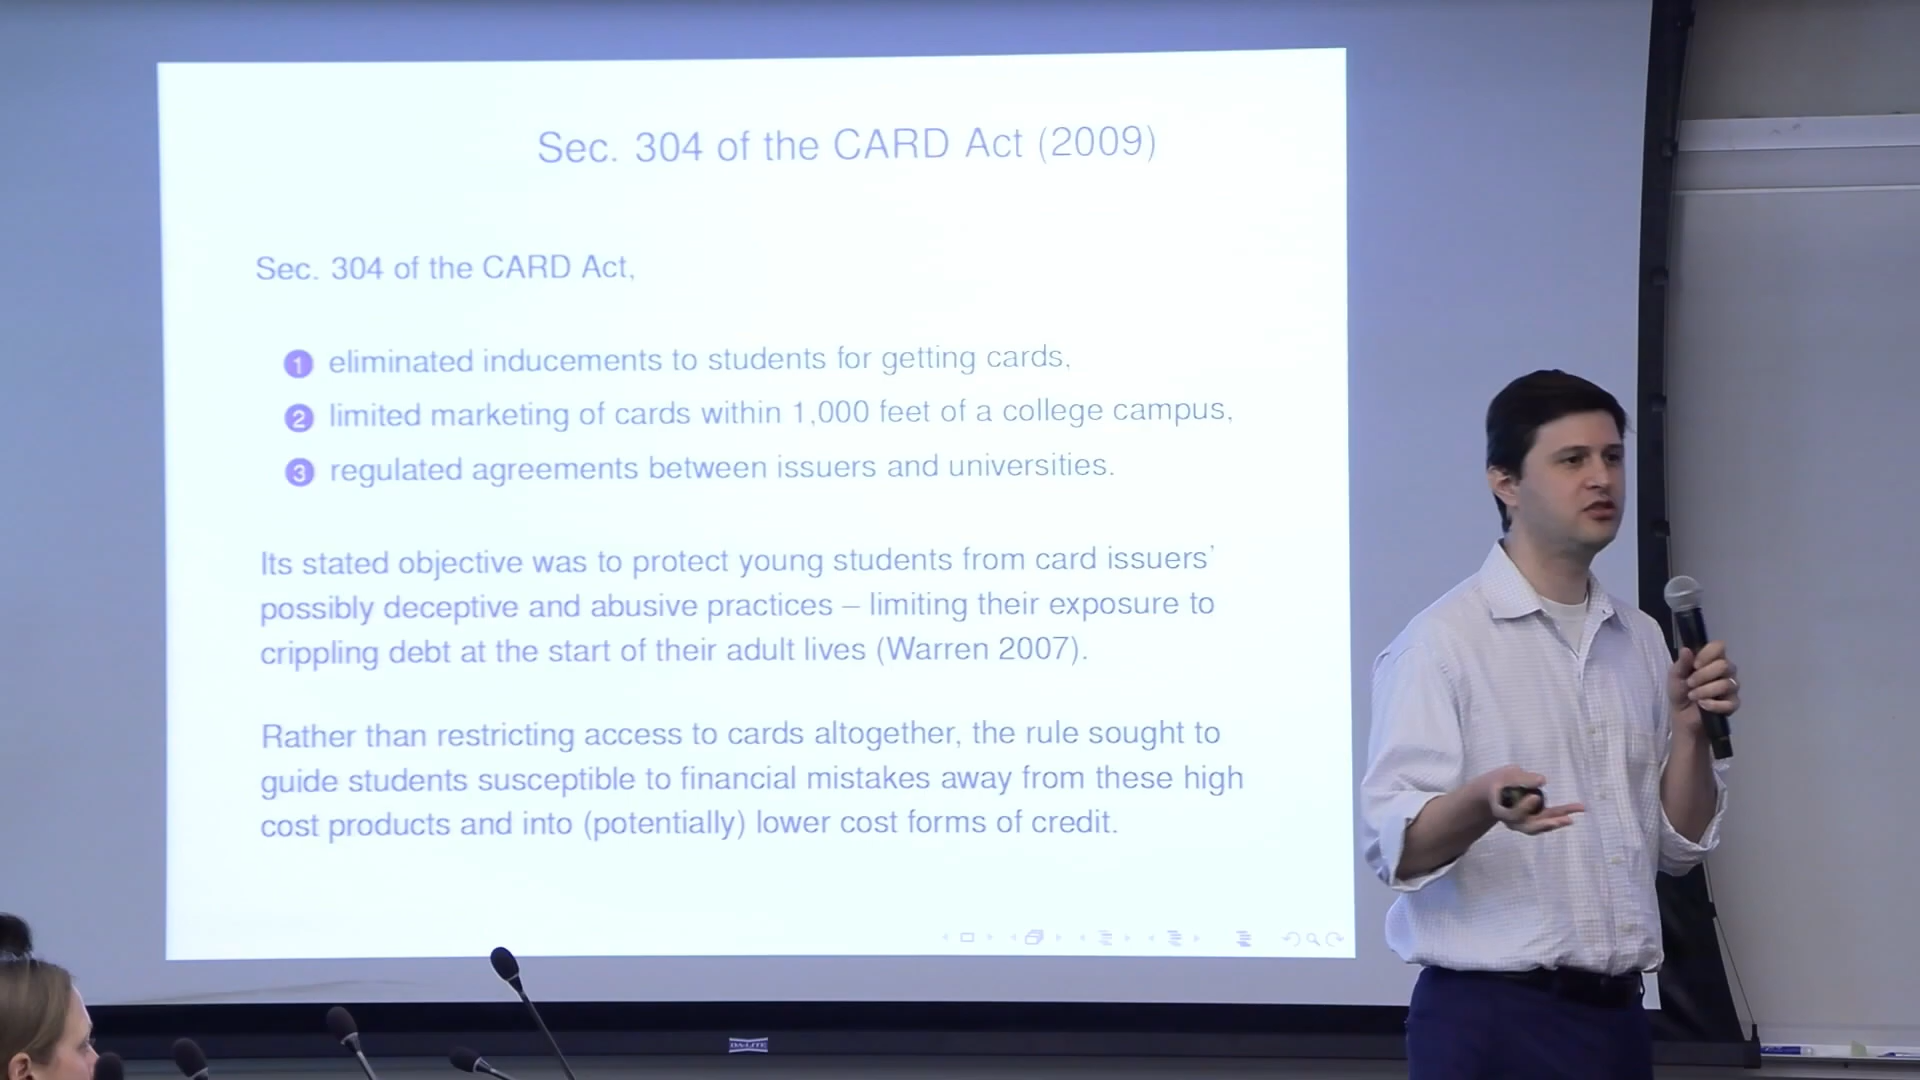 Sec. 304 of the CARD Act (2009)
Sec. 304 of the CARD Act,
1 eliminated inducements to students for getting cards,
2 limited marketing of cards within 1,000 feet of a college campus,
3 regulated agreements between issuers and universities.
Its stated objective was to protect young students from card issuers'
possibly deceptive and abusive practices – limiting their exposure to
crippling debt at the start of their adult lives (Warren 2007).
Rather than restricting access to cards altogether, the rule sought to
guide students susceptible to financial mistakes away from these high
cost products and into (potentially) lower cost forms of credit.
DA-LITE